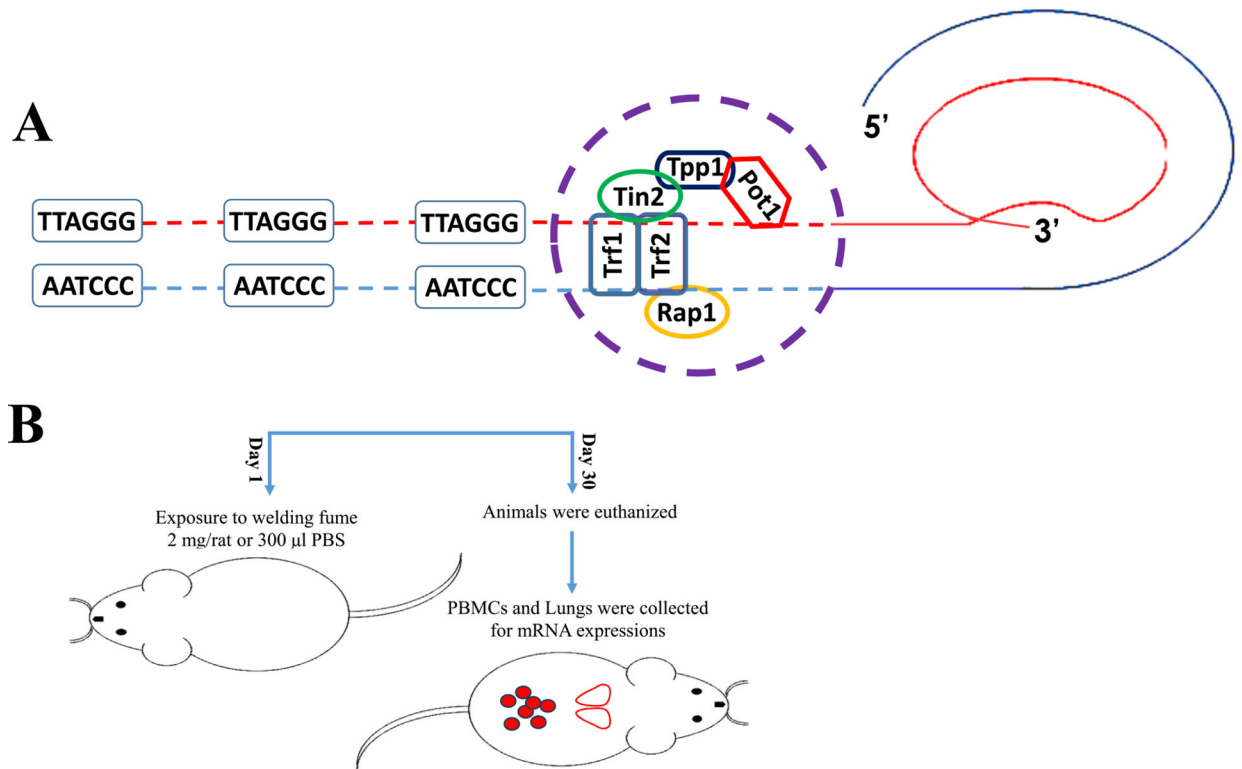 A
TTAGGG TTAGGG TTAGGG
AATCCC AATCCC AATCCC
Tpp1
Tin2
Pot1
Trf1
Trf2
Rap1
5’
3’
B
Day 1
Day 30
Exposure to welding fume
2 mg/rat or 300 µl PBS
Animals were euthanized
PBMCs and Lungs were collected
for mRNA expressions